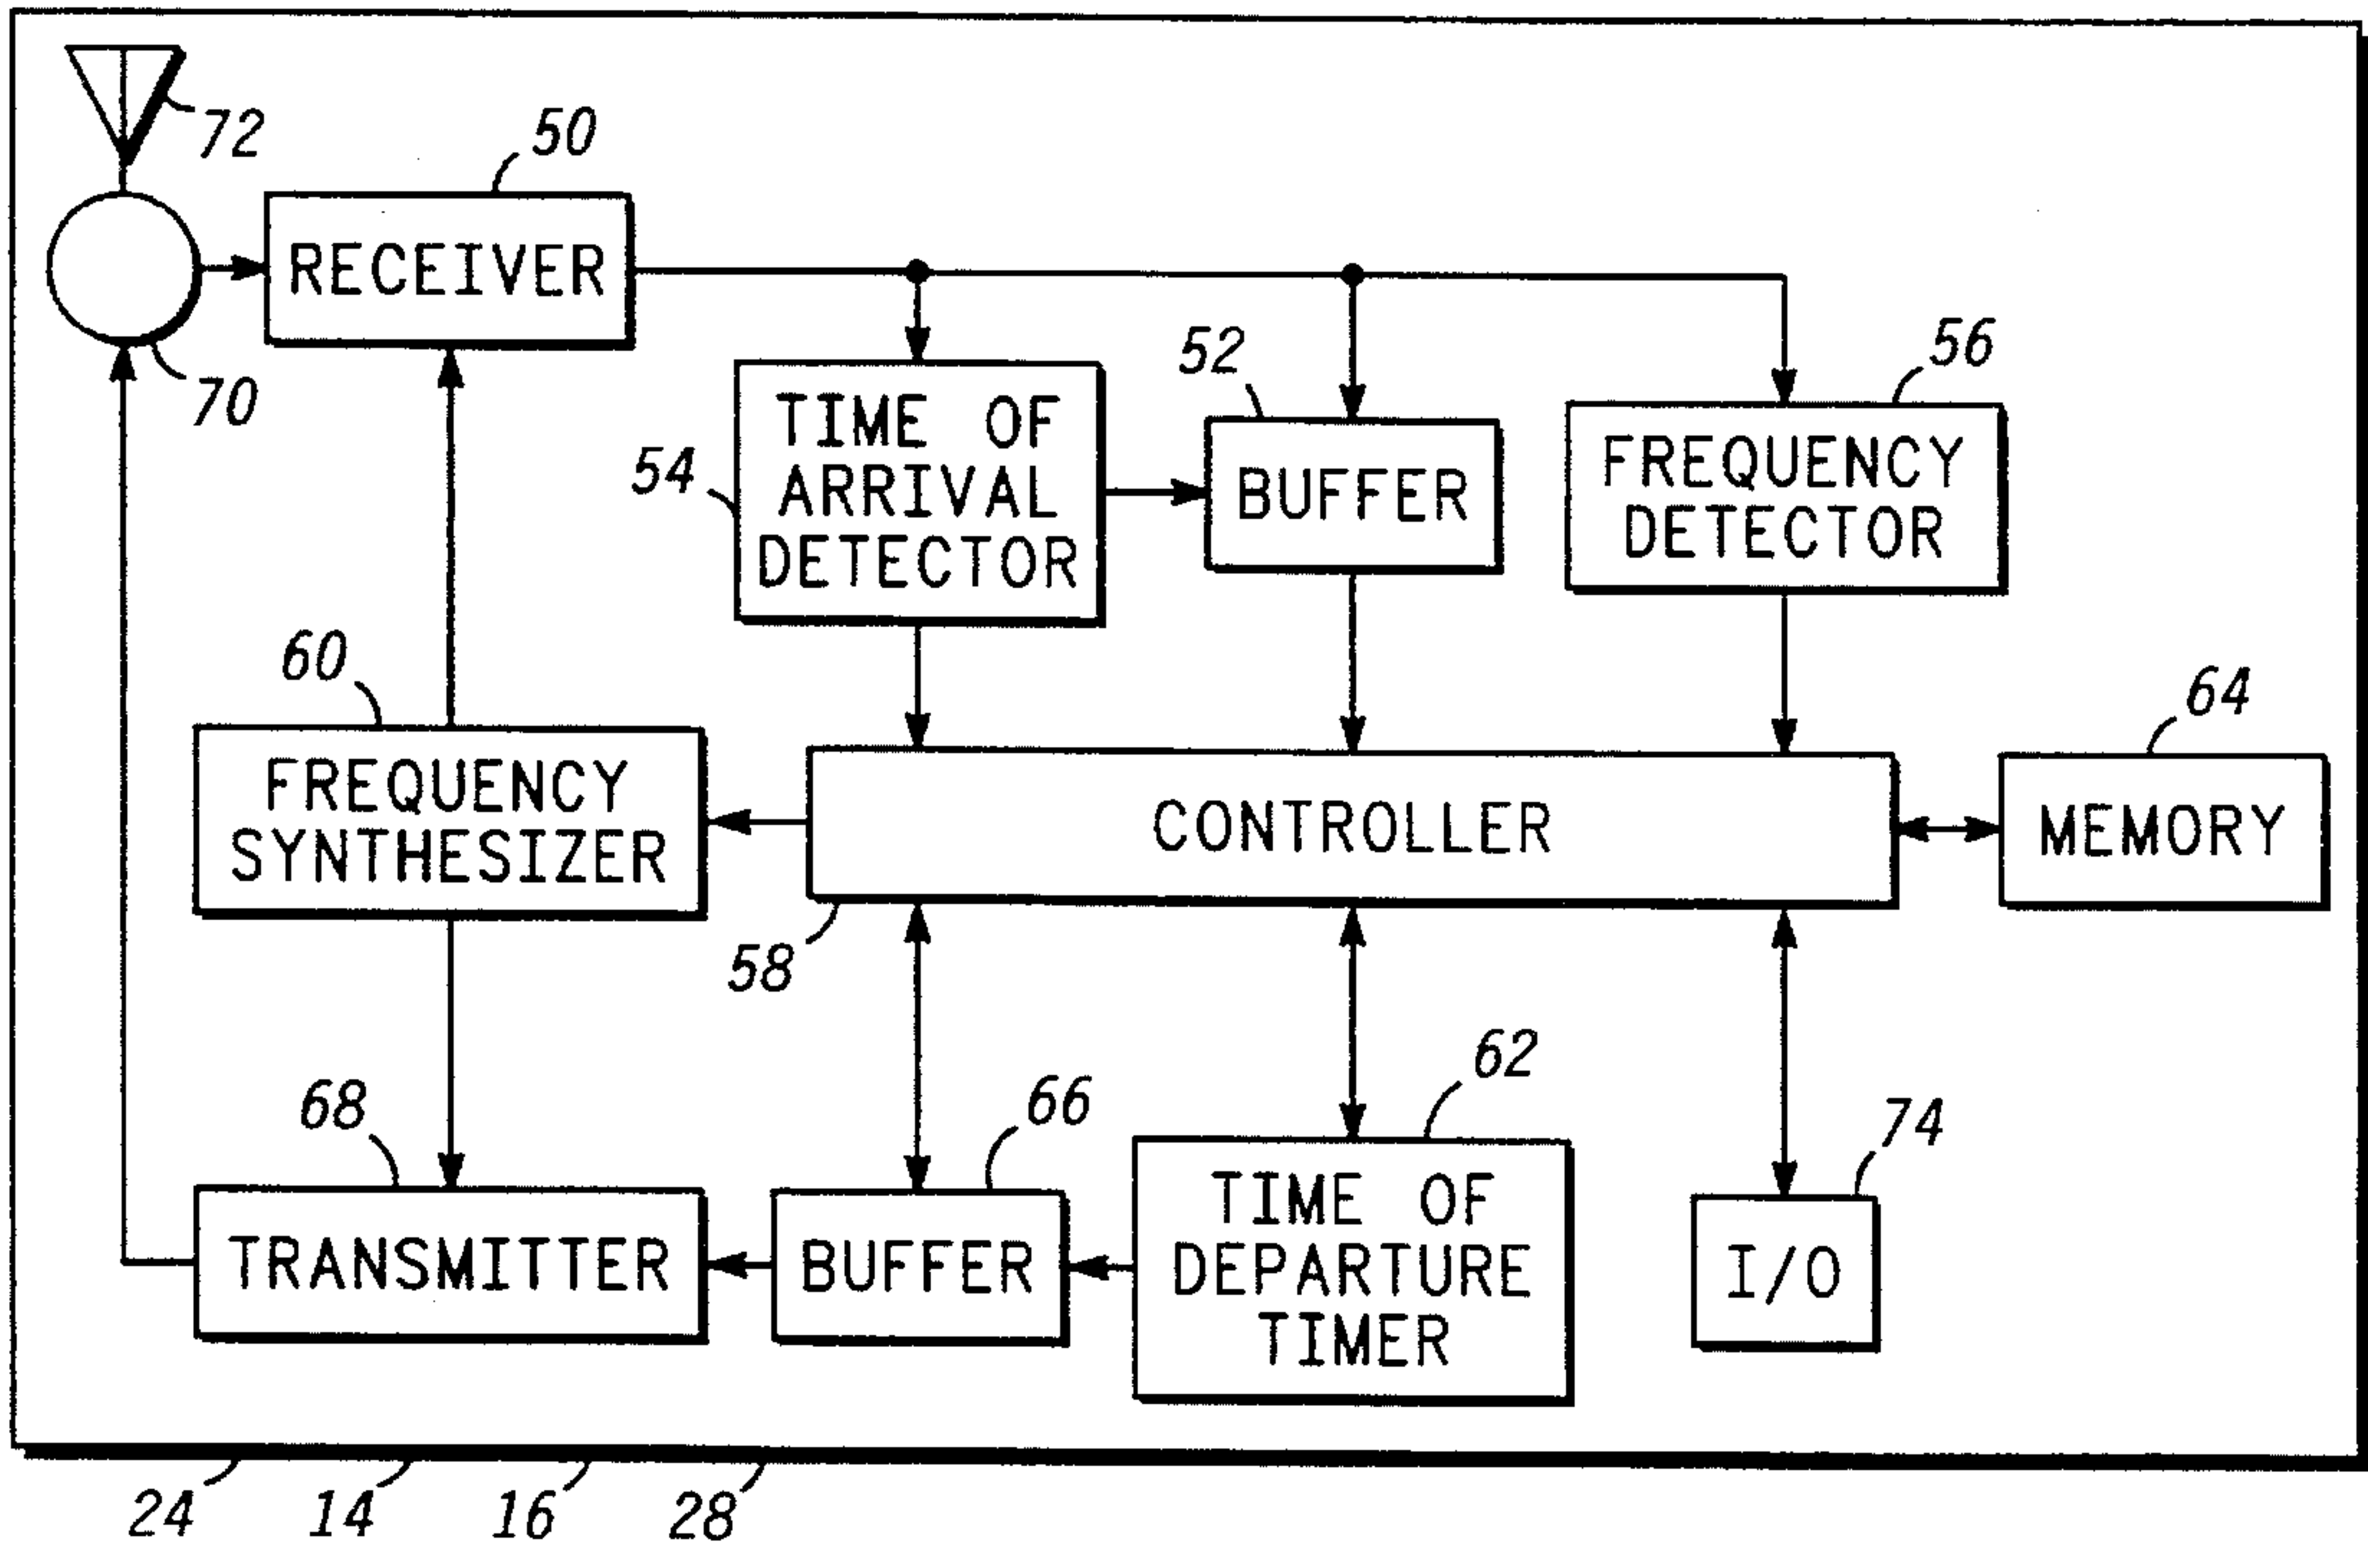 72
50
RECEIVER
70
54
TIME OF
ARRIVAL
DETECTOR
52
BUFFER
56
FREQUENCY
DETECTOR
60
FREQUENCY
SYNTHESIZER
58
CONTROLLER
64
MEMORY
68
TRANSMITTER
66
BUFFER
62
TIME OF
DEPARTURE
TIMER
74
I/O
24
14
16
28